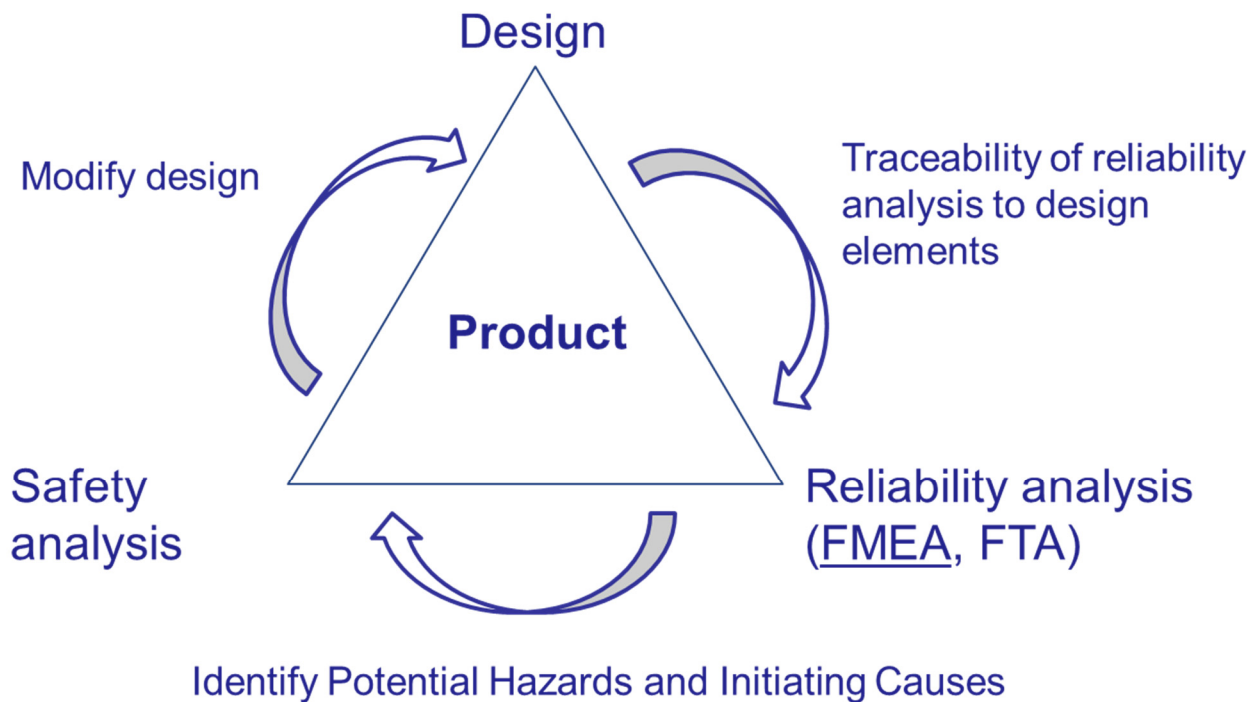 Design
Modify design
Traceability of reliability
analysis to design
elements
Product
Safety
analysis
Reliability analysis
(FMEA, FTA)
Identify Potential Hazards and Initiating Causes